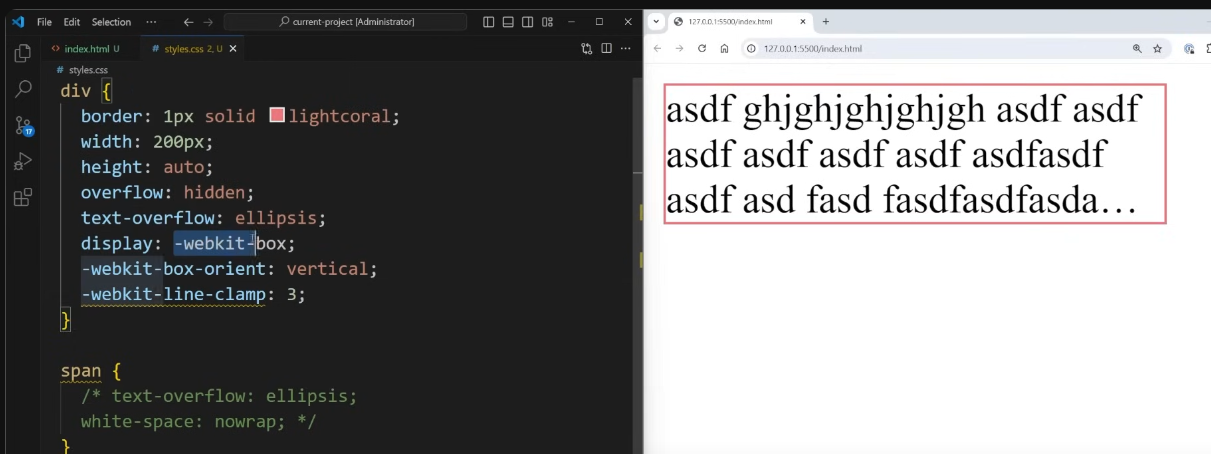 File Edit Selection ··· current-project [Administrator]
index.html U # styles.css 2, U
# styles.css
div {
border: 1px solid lightcoral;
width: 200px;
height: auto;
overflow: hidden;
text-overflow: ellipsis;
display: -webkit-box;
-webkit-box-orient: vertical;
-webkit-line-clamp: 3;
}
span {
/* text-overflow: ellipsis;
white-space: nowrap; */
}
17
127.0.0.1:5500/index.html
127.0.0.1:5500/index.html
asdf ghjghjghjghjgh asdf asdf
asdf asdf asdf asdf asdfasdf
asdf asd fasd fasdfasdfasda…